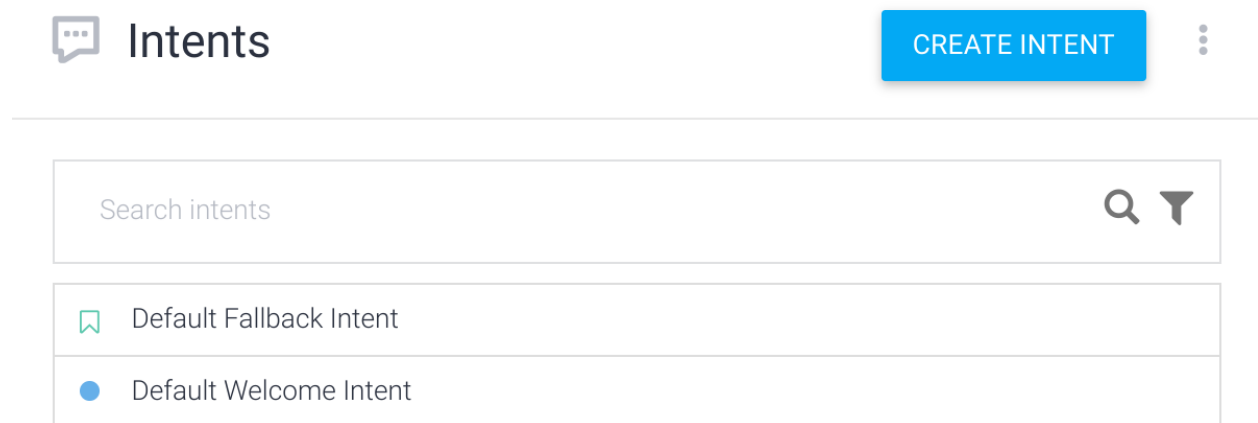 Intents
CREATE INTENT
Search intents
Default Fallback Intent
Default Welcome Intent